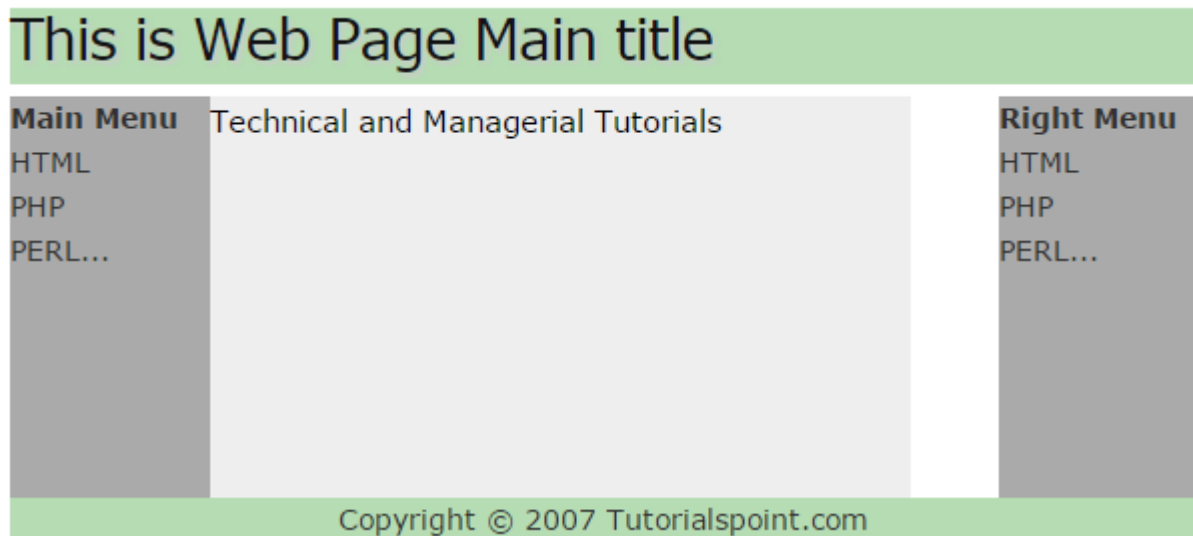 This is Web Page Main title
Main Menu
HTML
PHP
PERL...
Technical and Managerial Tutorials
Right Menu
HTML
PHP
PERL...
Copyright © 2007 Tutorialspoint.com